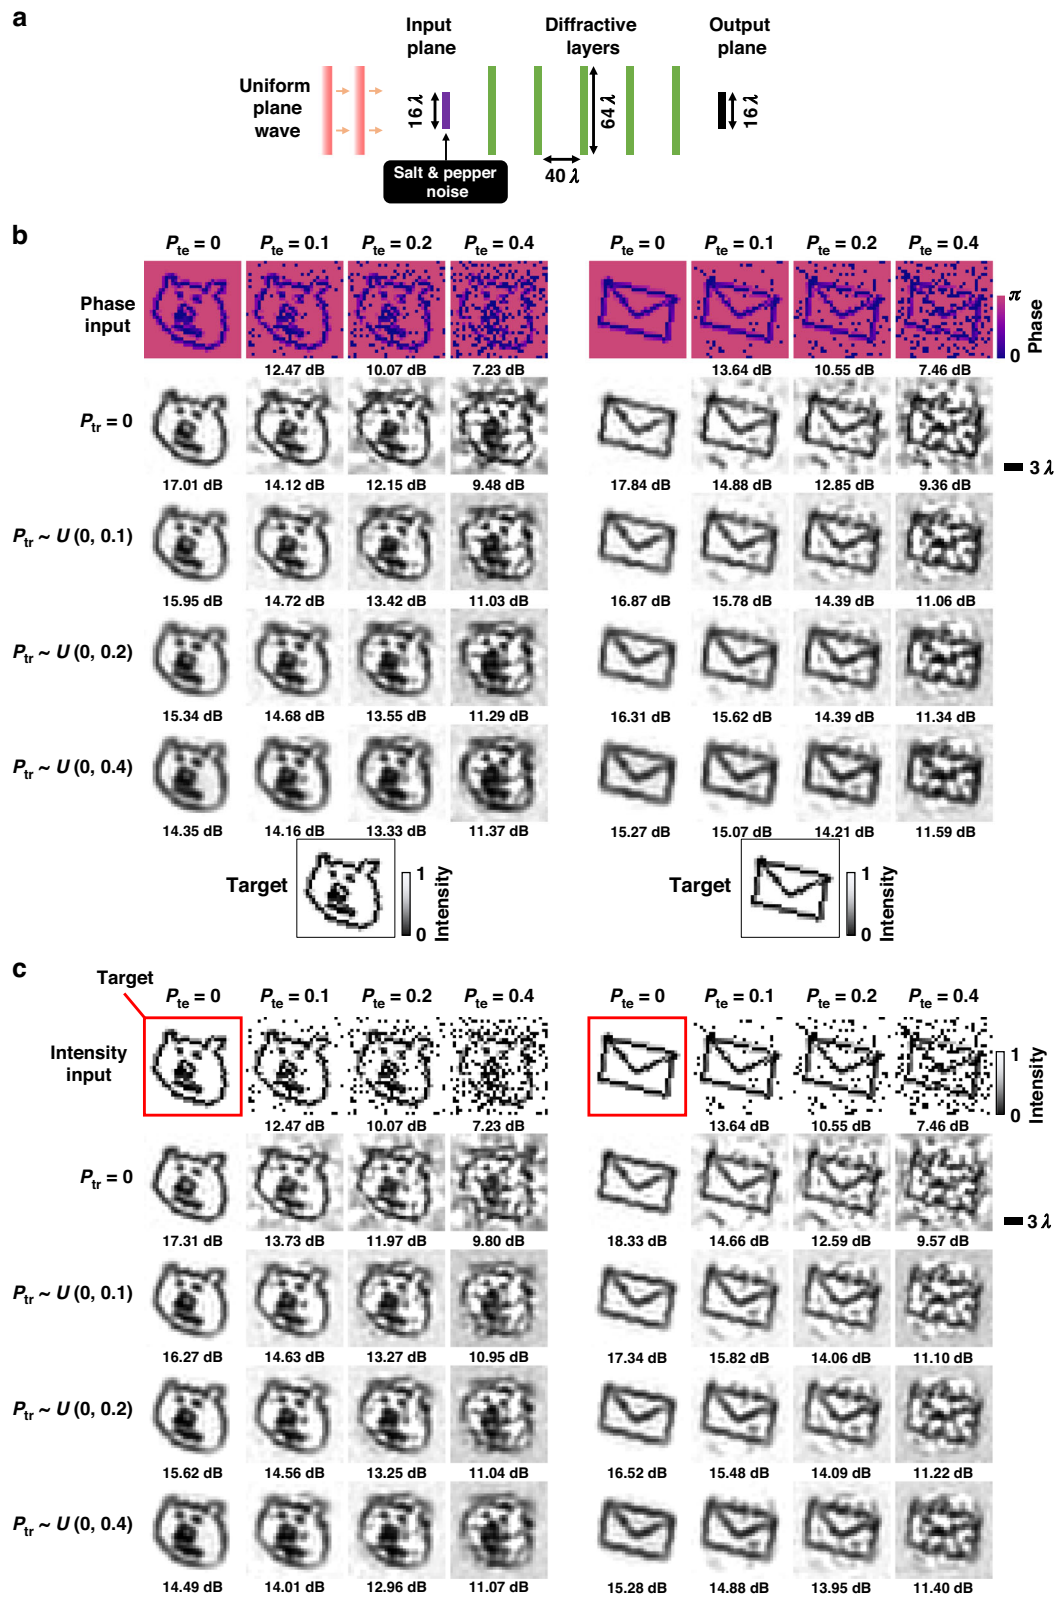 a
Input plane
Diffractive layers
Output plane
Uniform plane wave
16 λ
64 λ
16 λ
40 λ
Salt & pepper noise
b
P_te = 0 P_te = 0.1 P_te = 0.2 P_te = 0.4 P_te = 0 P_te = 0.1 P_te = 0.2 P_te = 0.4
Phase input
π
0
Phase
12.47 dB 10.07 dB 7.23 dB 13.64 dB 10.55 dB 7.46 dB
P_tr = 0
3 λ
17.01 dB 14.12 dB 12.15 dB 9.48 dB 17.84 dB 14.88 dB 12.85 dB 9.36 dB
P_tr ~ U (0, 0.1)
15.95 dB 14.72 dB 13.42 dB 11.03 dB 16.87 dB 15.78 dB 14.39 dB 11.06 dB
P_tr ~ U (0, 0.2)
15.34 dB 14.68 dB 13.55 dB 11.29 dB 16.31 dB 15.62 dB 14.39 dB 11.34 dB
P_tr ~ U (0, 0.4)
14.35 dB 14.16 dB 13.33 dB 11.37 dB 15.27 dB 15.07 dB 14.21 dB 11.59 dB
Target
1
0
Intensity
Target
1
0
Intensity
c
Target
P_te = 0 P_te = 0.1 P_te = 0.2 P_te = 0.4 P_te = 0 P_te = 0.1 P_te = 0.2 P_te = 0.4
Intensity input
1
0
Intensity
12.47 dB 10.07 dB 7.23 dB 13.64 dB 10.55 dB 7.46 dB
P_tr = 0
3 λ
17.31 dB 13.73 dB 11.97 dB 9.80 dB 18.33 dB 14.66 dB 12.59 dB 9.57 dB
P_tr ~ U (0, 0.1)
16.27 dB 14.63 dB 13.27 dB 10.95 dB 17.34 dB 15.82 dB 14.06 dB 11.10 dB
P_tr ~ U (0, 0.2)
15.62 dB 14.56 dB 13.25 dB 11.04 dB 16.52 dB 15.48 dB 14.09 dB 11.22 dB
P_tr ~ U (0, 0.4)
14.49 dB 14.01 dB 12.96 dB 11.07 dB 15.28 dB 14.88 dB 13.95 dB 11.40 dB